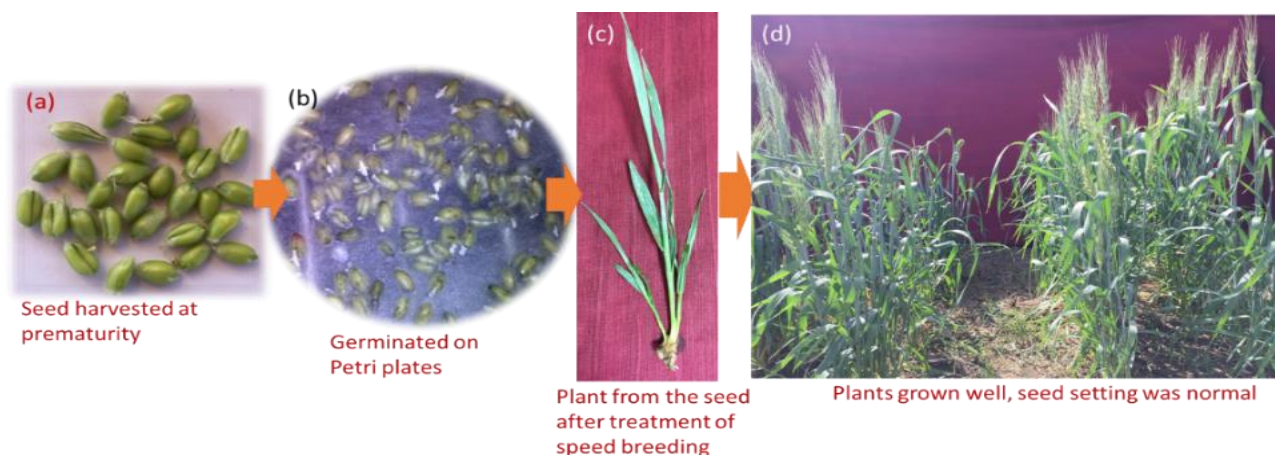 (a)
Seed harvested at
prematurity
(b)
Germinated on
Petri plates
(c)
Plant from the seed
after treatment of
speed breeding
(d)
Plants grown well, seed setting was normal